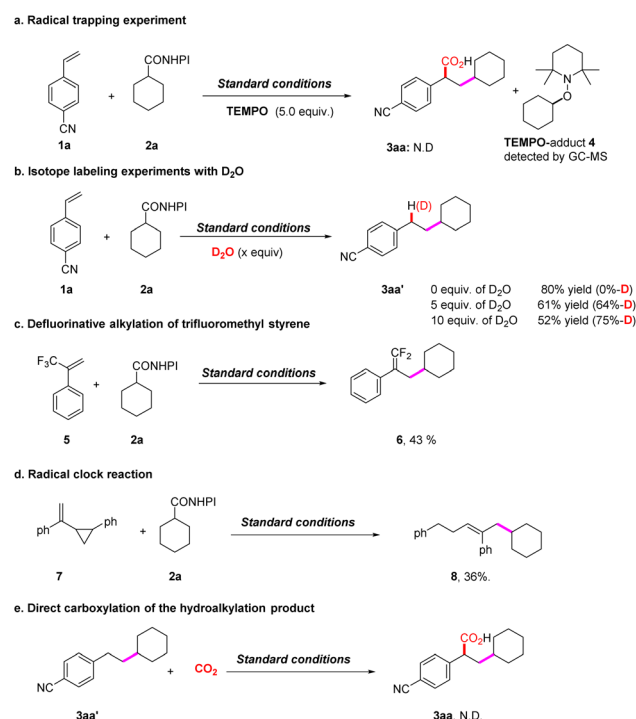 a. Radical trapping experiment
CONHPI
+
Standard conditions
TEMPO (5.0 equiv.)
CO2H
+
N
O
CN
1a
2a
NC
3aa: N.D
TEMPO-adduct 4
detected by GC-MS
b. Isotope labeling experiments with D2O
CONHPI
+
Standard conditions
D2O (x equiv)
H(D)
CN
NC
1a
2a
3aa'
0 equiv. of D2O 80% yield (0%-D)
5 equiv. of D2O 61% yield (64%-D)
10 equiv. of D2O 52% yield (75%-D)
c. Defluorinative alkylation of trifluoromethyl styrene
F3C
CONHPI
+
Standard conditions
CF2
5
2a
6, 43 %
d. Radical clock reaction
CONHPI
ph
ph
+
Standard conditions
ph
ph
7
2a
8, 36%.
e. Direct carboxylation of the hydroalkylation product
NC
+
CO2
Standard conditions
CO2H
NC
3aa'
3aa N.D